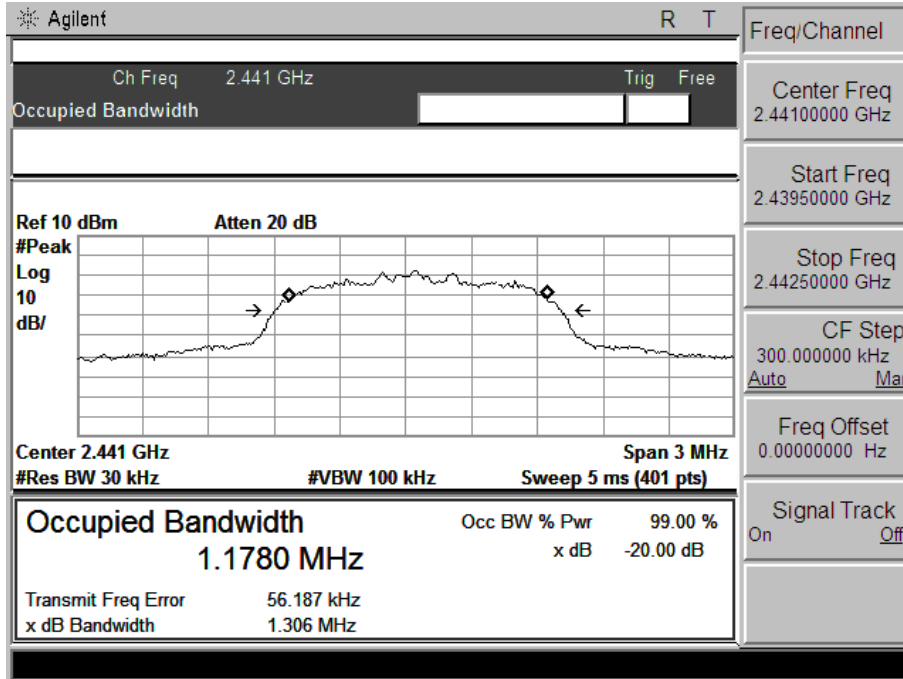 Agilent R T
Ch Freq 2.441 GHz Trig Free
Occupied Bandwidth
Ref 10 dBm Atten 20 dB
#Peak
Log
10
dB/
Center 2.441 GHz Span 3 MHz
#Res BW 30 kHz #VBW 100 kHz Sweep 5 ms (401 pts)
Occupied Bandwidth Occ BW % Pwr 99.00 %
1.1780 MHz x dB -20.00 dB
Transmit Freq Error 56.187 kHz
x dB Bandwidth 1.306 MHz
Freq/Channel
Center Freq
2.44100000 GHz
Start Freq
2.43950000 GHz
Stop Freq
2.44250000 GHz
CF Step
300.000000 kHz
Auto Mar
Freq Offset
0.00000000 Hz
Signal Track
On Off